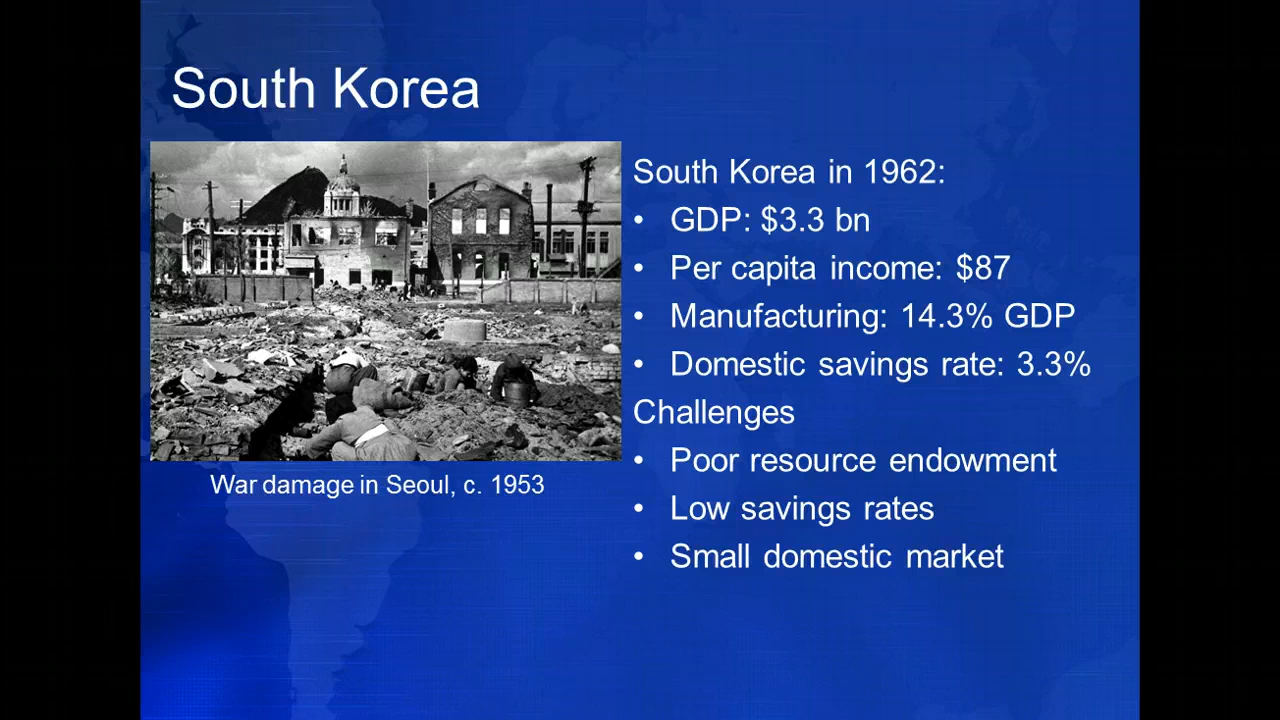 South Korea
South Korea in 1962:
• GDP: $3.3 bn
• Per capita income: $87
• Manufacturing: 14.3% GDP
• Domestic savings rate: 3.3%
Challenges
• Poor resource endowment
• Low savings rates
• Small domestic market
War damage in Seoul, c. 1953